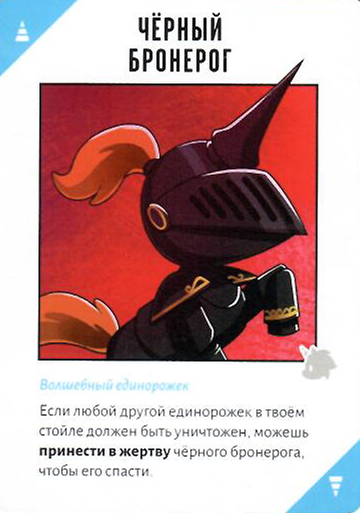 ЧЁРНЫЙ
БРОНЕРОГ
Волшебный единорожек
Если любой другой единорожек в твоём
стойле должен быть уничтожен, можешь
принести в жертву чёрного бронерога,
чтобы его спасти.